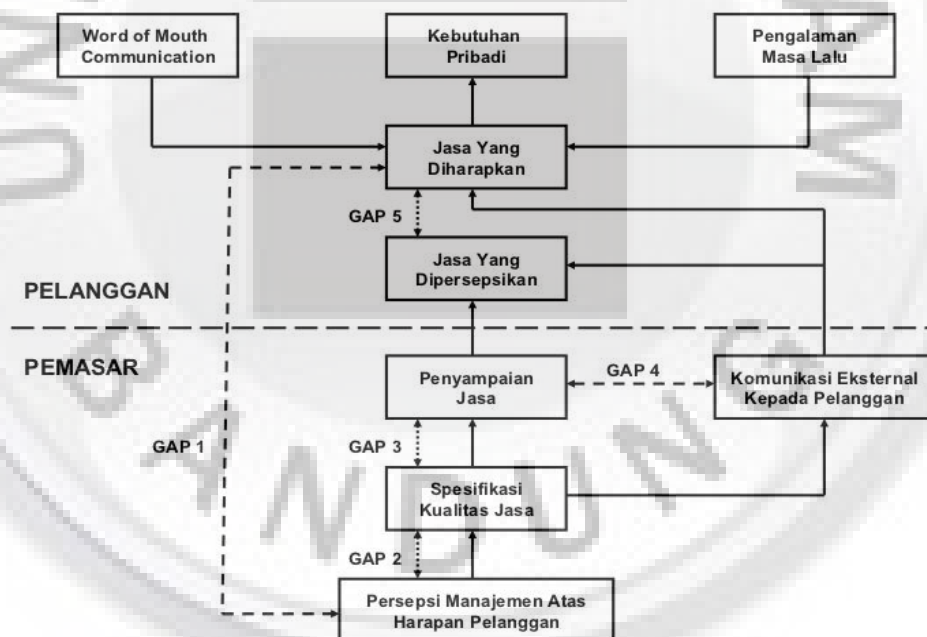 Word of Mouth
Communication
Kebutuhan
Pribadi
Pengalaman
Masa Lalu
Jasa Yang
Diharapkan
GAP 5
Jasa Yang
Dipersepsikan
PELANGGAN
PEMASAR
Penyampaian
Jasa
GAP 4
Komunikasi Eksternal
Kepada Pelanggan
GAP 1
GAP 3
Spesifikasi
Kualitas Jasa
GAP 2
Persepsi Manajemen Atas
Harapan Pelanggan
BANDUNG